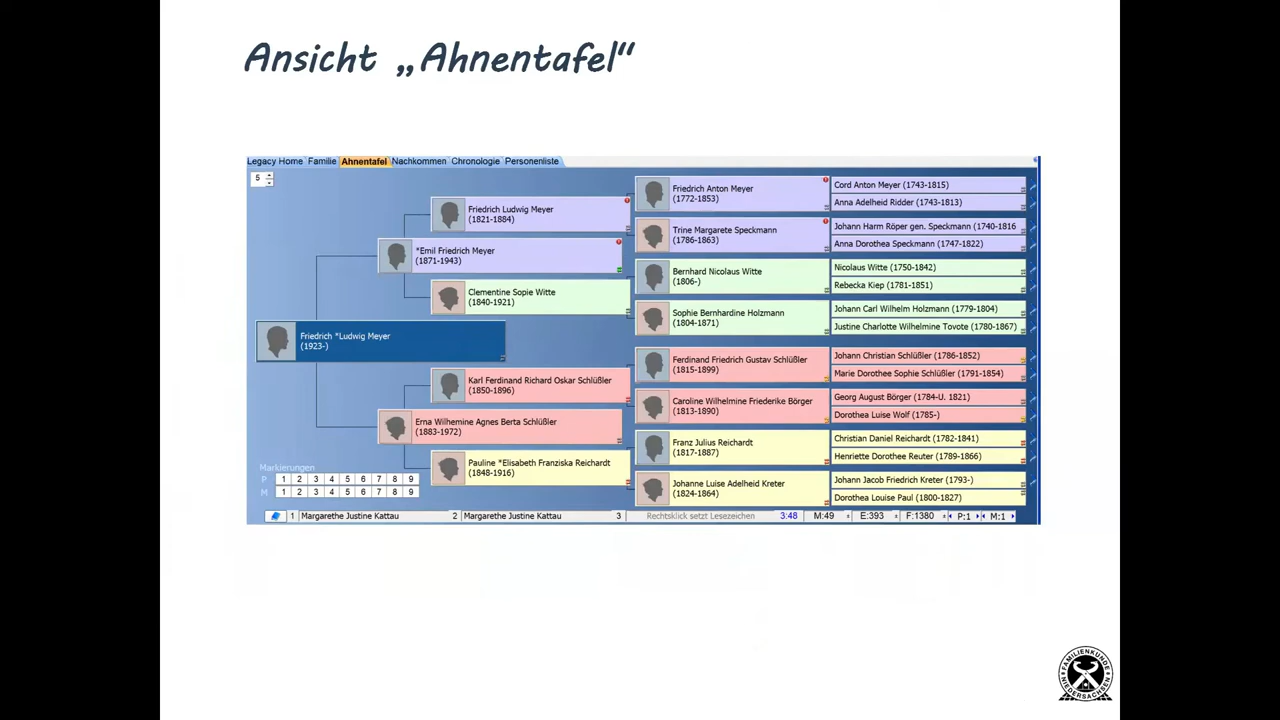 Ansicht „Ahnentafel“
Legacy Home Familie Ahnentafel Nachkommen Chronologie Personenliste
5
Friedrich Anton Meyer
(1772-1853)
Cord Anton Meyer (1743-1815)
Anna Adelheid Ridder (1743-1813)
Friedrich Ludwig Meyer
(1821-1884)
Trine Margarete Speckmann
(1786-1863)
Johann Harm Röper gen. Speckmann (1740-1816
Anna Dorothea Speckmann (1747-1822)
*Emil Friedrich Meyer
(1871-1943)
Bernhard Nicolaus Witte
(1806-)
Nicolaus Witte (1750-1842)
Rebecka Kiep (1781-1851)
Clementine Sopie Witte
(1840-1921)
Sophie Bernhardine Holzmann
(1804-1871)
Johann Carl Wilhelm Holzmann (1779-1804)
Justine Charlotte Wilhelmine Tovote (1780-1867)
Friedrich *Ludwig Meyer
(1923-)
Ferdinand Friedrich Gustav Schlüßler
(1815-1899)
Johann Christian Schlüßler (1786-1852)
Marie Dorothee Sophie Schlüßler (1791-1854)
Karl Ferdinand Richard Oskar Schlüßler
(1850-1896)
Caroline Wilhelmine Friederike Börger
(1813-1890)
Georg August Börger (1784-U. 1821)
Dorothea Luise Wolf (1785-)
Erna Wilhemine Agnes Berta Schlüßler
(1883-1972)
Franz Julius Reichardt
(1817-1887)
Christian Daniel Reichardt (1782-1841)
Henriette Dorothee Reuter (1789-1866)
Pauline *Elisabeth Franziska Reichardt
(1848-1916)
Johanne Luise Adelheid Kreter
(1824-1864)
Johann Jacob Friedrich Kreter (1793-)
Dorothea Louise Paul (1800-1827)
Markierungen
P 1 2 3 4 5 6 7 8 9
M 1 2 3 4 5 6 7 8 9
1 Margarethe Justine Kattau 2 Margarethe Justine Kattau 3 Rechtsklick setzt Lesezeichen 3:48 M:49 E:393 F:1380 P:1 M:1
FAMILIENKUNDE
NIEDERSACHSEN